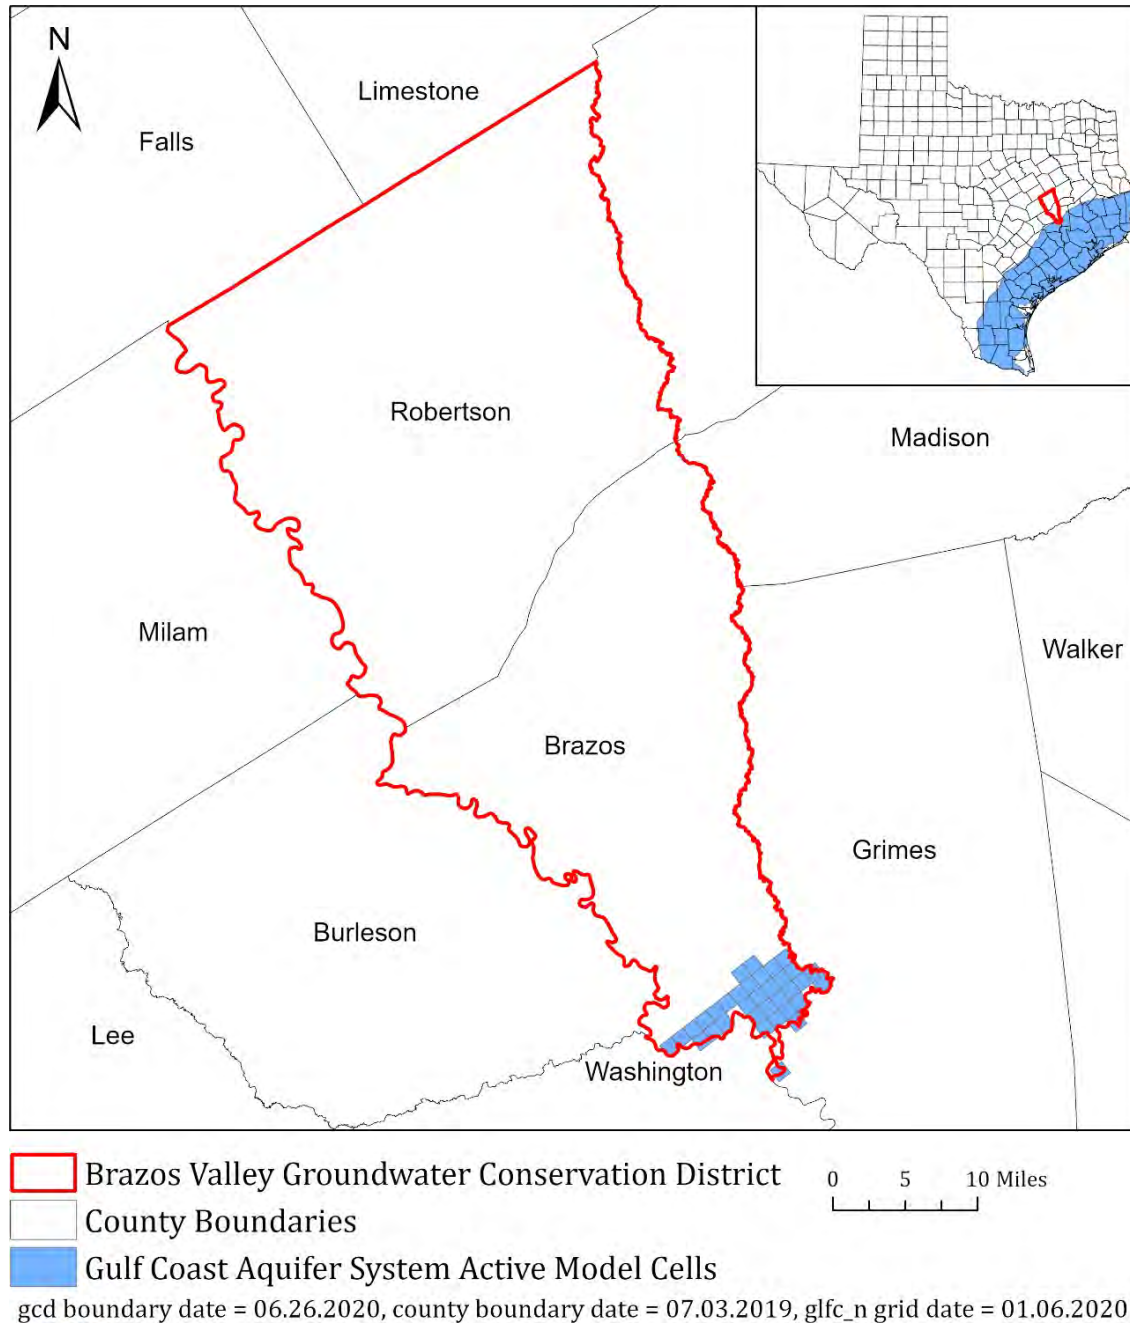 N
Limestone
Falls
Robertson
Madison
Milam
Walker
Brazos
Grimes
Burleson
Lee
Washington
Brazos Valley Groundwater Conservation District
0 5 10 Miles
County Boundaries
Gulf Coast Aquifer System Active Model Cells
gcd boundary date = 06.26.2020, county boundary date = 07.03.2019, glfc_n grid date = 01.06.2020